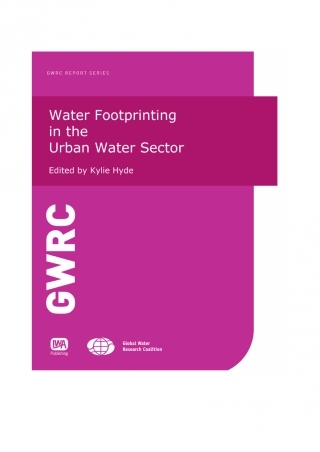 GWRC REPORT SERIES
Water Footprinting
in the
Urban Water Sector
Edited by Kylie Hyde
GWRC
IWA
Publishing
Global Water
Research Coalition